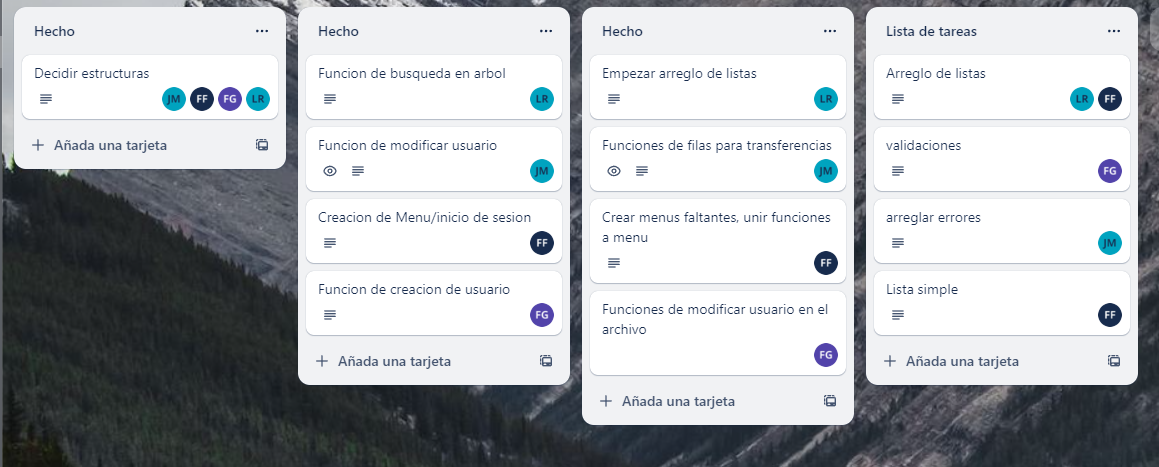 Hecho
Decidir estructuras
JM FF FG LR
Añada una tarjeta
Hecho
Funcion de busqueda en arbol
LR
Funcion de modificar usuario
JM
Creacion de Menu/inicio de sesion
FF
Funcion de creacion de usuario
FG
Añada una tarjeta
Hecho
Empezar arreglo de listas
LR
Funciones de filas para transferencias
JM
Crear menus faltantes, unir funciones
a menu
FF
Funciones de modificar usuario en el
archivo
FG
Añada una tarjeta
Lista de tareas
Arreglo de listas
LR FF
validaciones
FG
arreglar errores
JM
Lista simple
FF
Añada una tarjeta